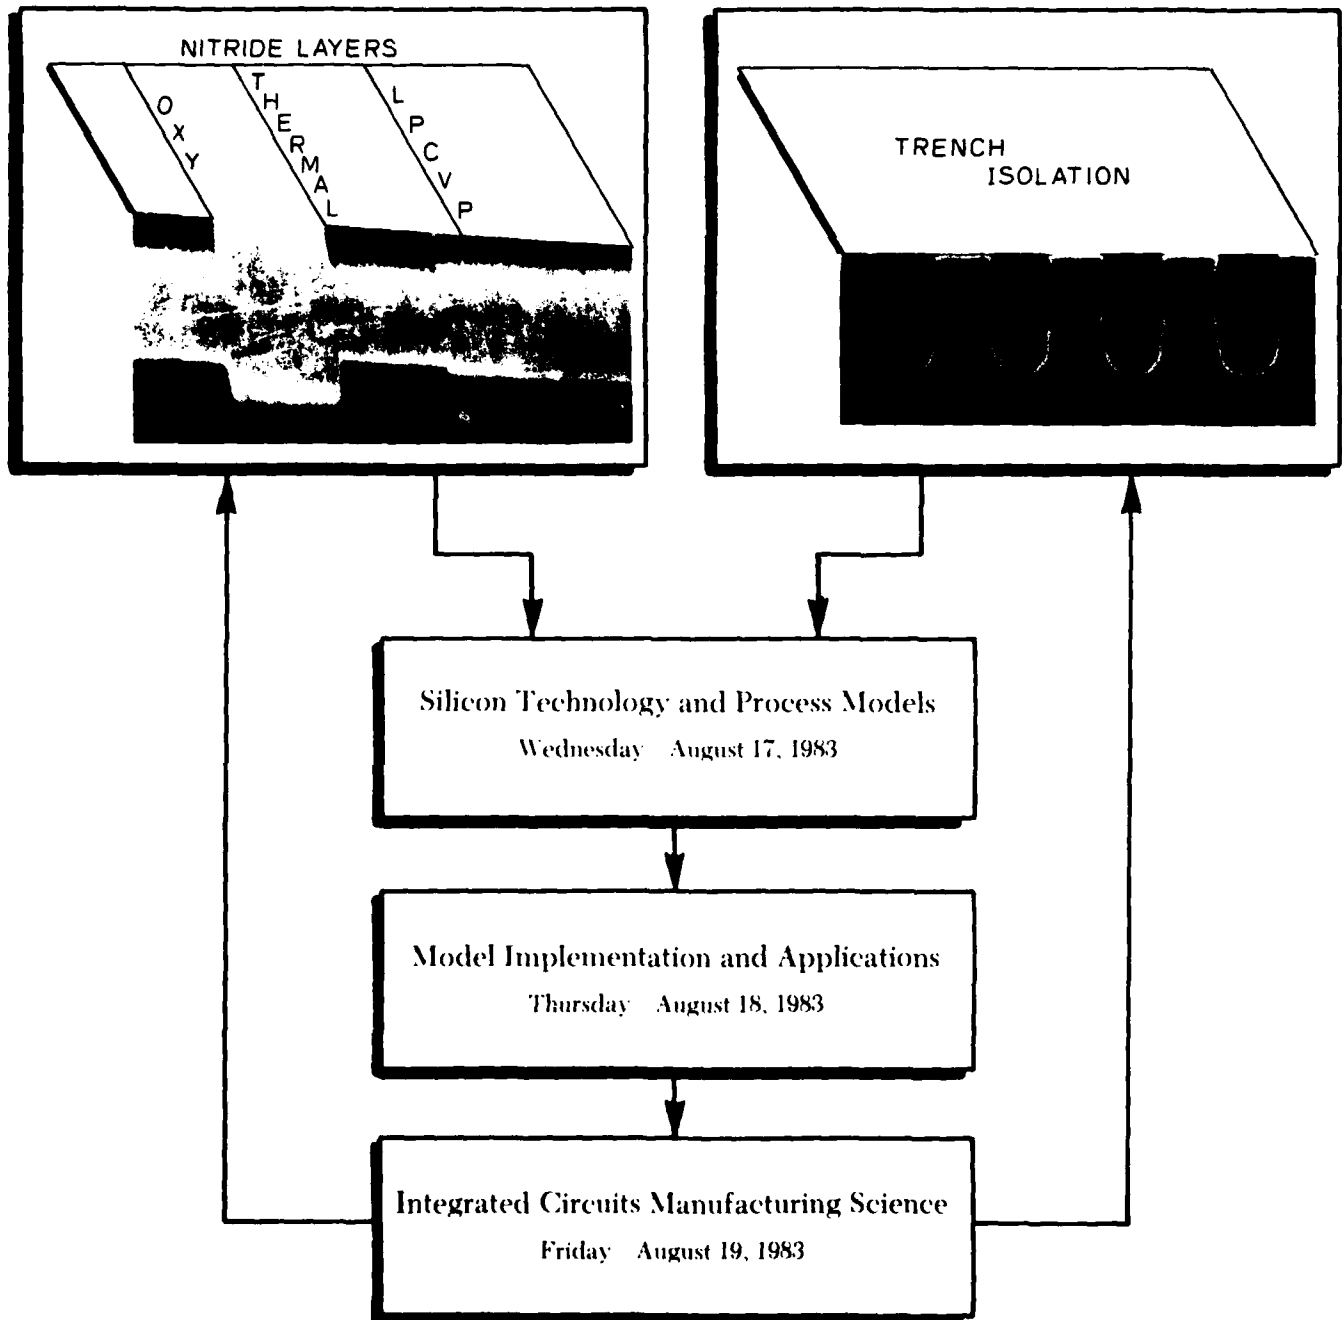 NITRIDE LAYERS
OXY
THERMAL
LPCVP
TRENCH
ISOLATION
Silicon Technology and Process Models
Wednesday August 17, 1983
Model Implementation and Applications
Thursday August 18, 1983
Integrated Circuits Manufacturing Science
Friday August 19, 1983